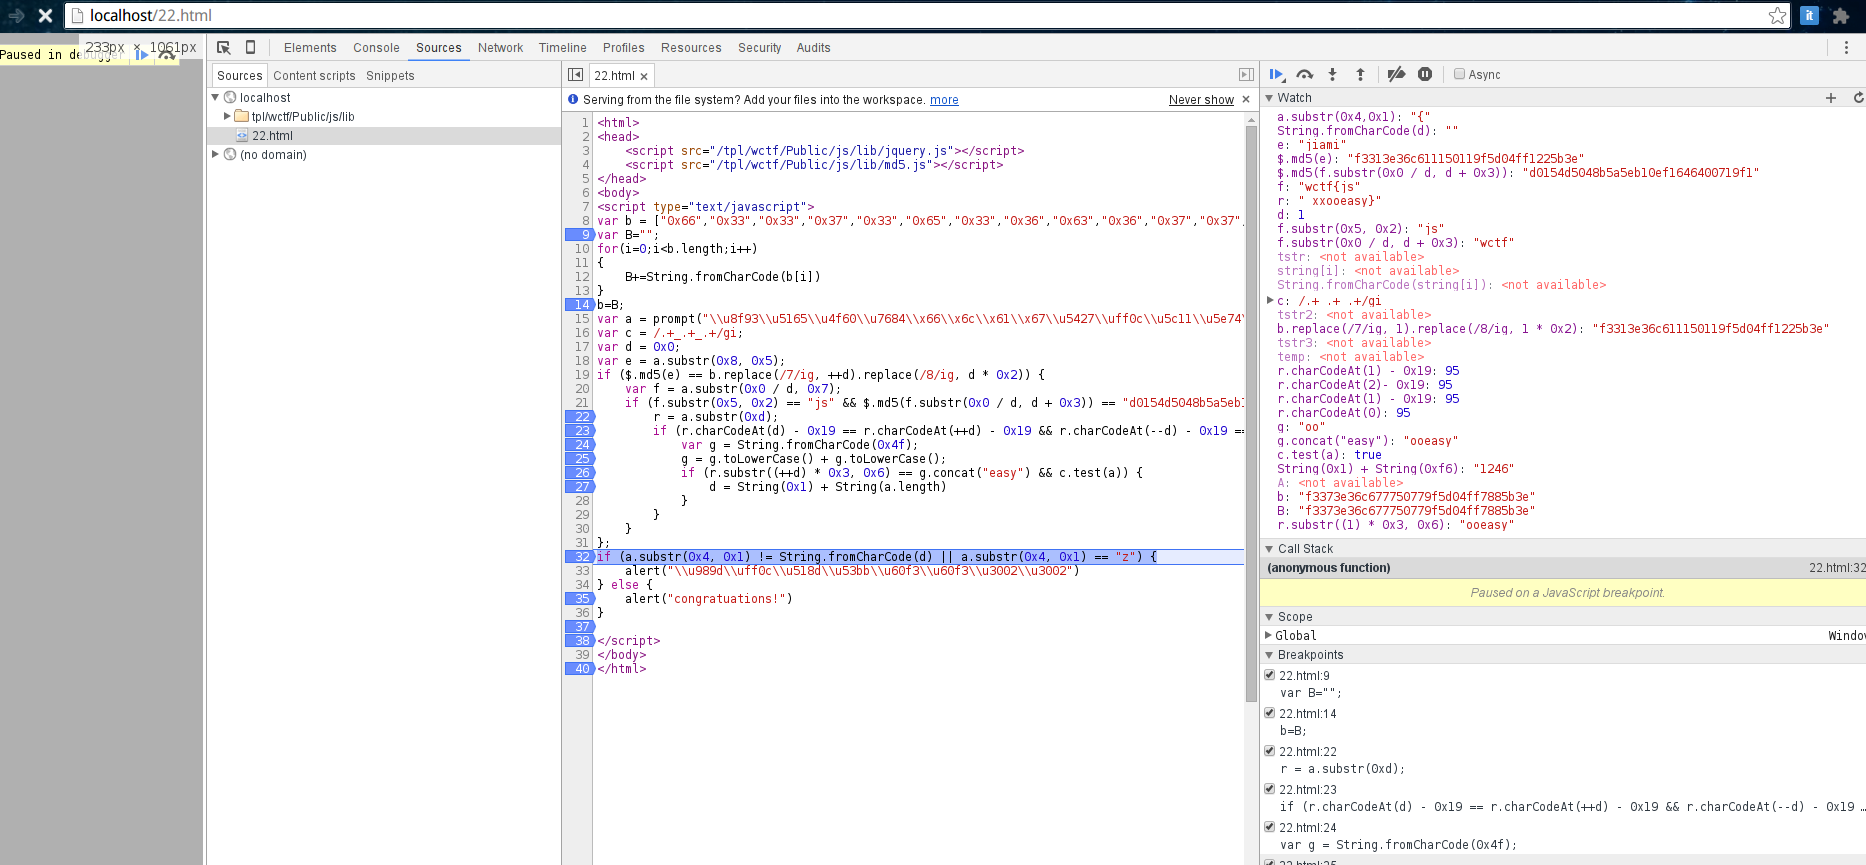 localhost/22.html
it
233px × 1061px
Paused in debugger
Elements Console Sources Network Timeline Profiles Resources Security Audits
Sources Content scripts Snippets
localhost
tpl/wctf/Public/js/lib
22.html
(no domain)
22.html ×
Serving from the file system? Add your files into the workspace. more Never show ×
1 <html>
2 <head>
3 <script src="/tpl/wctf/Public/js/lib/jquery.js"></script>
4 <script src="/tpl/wctf/Public/js/lib/md5.js"></script>
5 </head>
6 <body>
7 <script type="text/javascript">
8 var b = ["0x66","0x33","0x33","0x37","0x33","0x65","0x33","0x36","0x63","0x36","0x37","0x37",
9 var B="";
10 for(i=0;i<b.length;i++)
11 {
12 B+=String.fromCharCode(b[i])
13 }
14 b=B;
15 var a = prompt("\\u8f93\\u5165\\u4f60\\u7684\\x66\\x6c\\x61\\x67\\u5427\\uff0c\\u5c11\\u5e74\
16 var c = /.+_.+_.+/gi;
17 var d = 0x0;
18 var e = a.substr(0x8, 0x5);
19 if ($.md5(e) == b.replace(/7/ig, ++d).replace(/8/ig, d * 0x2)) {
20 var f = a.substr(0x0 / d, 0x7);
21 if (f.substr(0x5, 0x2) == "js" && $.md5(f.substr(0x0 / d, d + 0x3)) == "d0154d5048b5a5eb1
22 r = a.substr(0xd);
23 if (r.charCodeAt(d) - 0x19 == r.charCodeAt(++d) - 0x19 && r.charCodeAt(--d) - 0x19 ==
24 var g = String.fromCharCode(0x4f);
25 g = g.toLowerCase() + g.toLowerCase();
26 if (r.substr((++d) * 0x3, 0x6) == g.concat("easy") && c.test(a)) {
27 d = String(0x1) + String(a.length)
28 }
29 }
30 }
31 };
32 if (a.substr(0x4, 0x1) != String.fromCharCode(d) || a.substr(0x4, 0x1) == "z") {
33 alert("\\u989d\\uff0c\\u518d\\u53bb\\u60f3\\u60f3\\u3002\\u3002")
34 } else {
35 alert("congratuations!")
36 }
37
38 </script>
39 </body>
40 </html>
Async
Watch
a.substr(0x4,0x1): "{"
String.fromCharCode(d): ""
e: "jiami"
$.md5(e): "f3313e36c611150119f5d04ff1225b3e"
$.md5(f.substr(0x0 / d, d + 0x3)): "d0154d5048b5a5eb10ef1646400719f1"
f: "wctf{js"
r: "_xxooeasy}"
d: 1
f.substr(0x5, 0x2): "js"
f.substr(0x0 / d, d + 0x3): "wctf"
tstr: <not available>
string[i]: <not available>
String.fromCharCode(string[i]): <not available>
c: /.+_.+_.+/gi
tstr2: <not available>
b.replace(/7/ig, 1).replace(/8/ig, 1 * 0x2): "f3313e36c611150119f5d04ff1225b3e"
tstr3: <not available>
temp: <not available>
r.charCodeAt(1) - 0x19: 95
r.charCodeAt(2)- 0x19: 95
r.charCodeAt(1) - 0x19: 95
r.charCodeAt(0): 95
g: "oo"
g.concat("easy"): "ooeasy"
c.test(a): true
String(0x1) + String(0xf6): "1246"
A: <not available>
b: "f3373e36c677750779f5d04ff7885b3e"
B: "f3373e36c677750779f5d04ff7885b3e"
r.substr((1) * 0x3, 0x6): "ooeasy"
Call Stack
(anonymous function) 22.html:32
Paused on a JavaScript breakpoint.
Scope
Global Windo
Breakpoints
22.html:9
var B="";
22.html:14
b=B;
22.html:22
r = a.substr(0xd);
22.html:23
if (r.charCodeAt(d) - 0x19 == r.charCodeAt(++d) - 0x19 && r.charCodeAt(--d) - 0x19 …
22.html:24
var g = String.fromCharCode(0x4f);